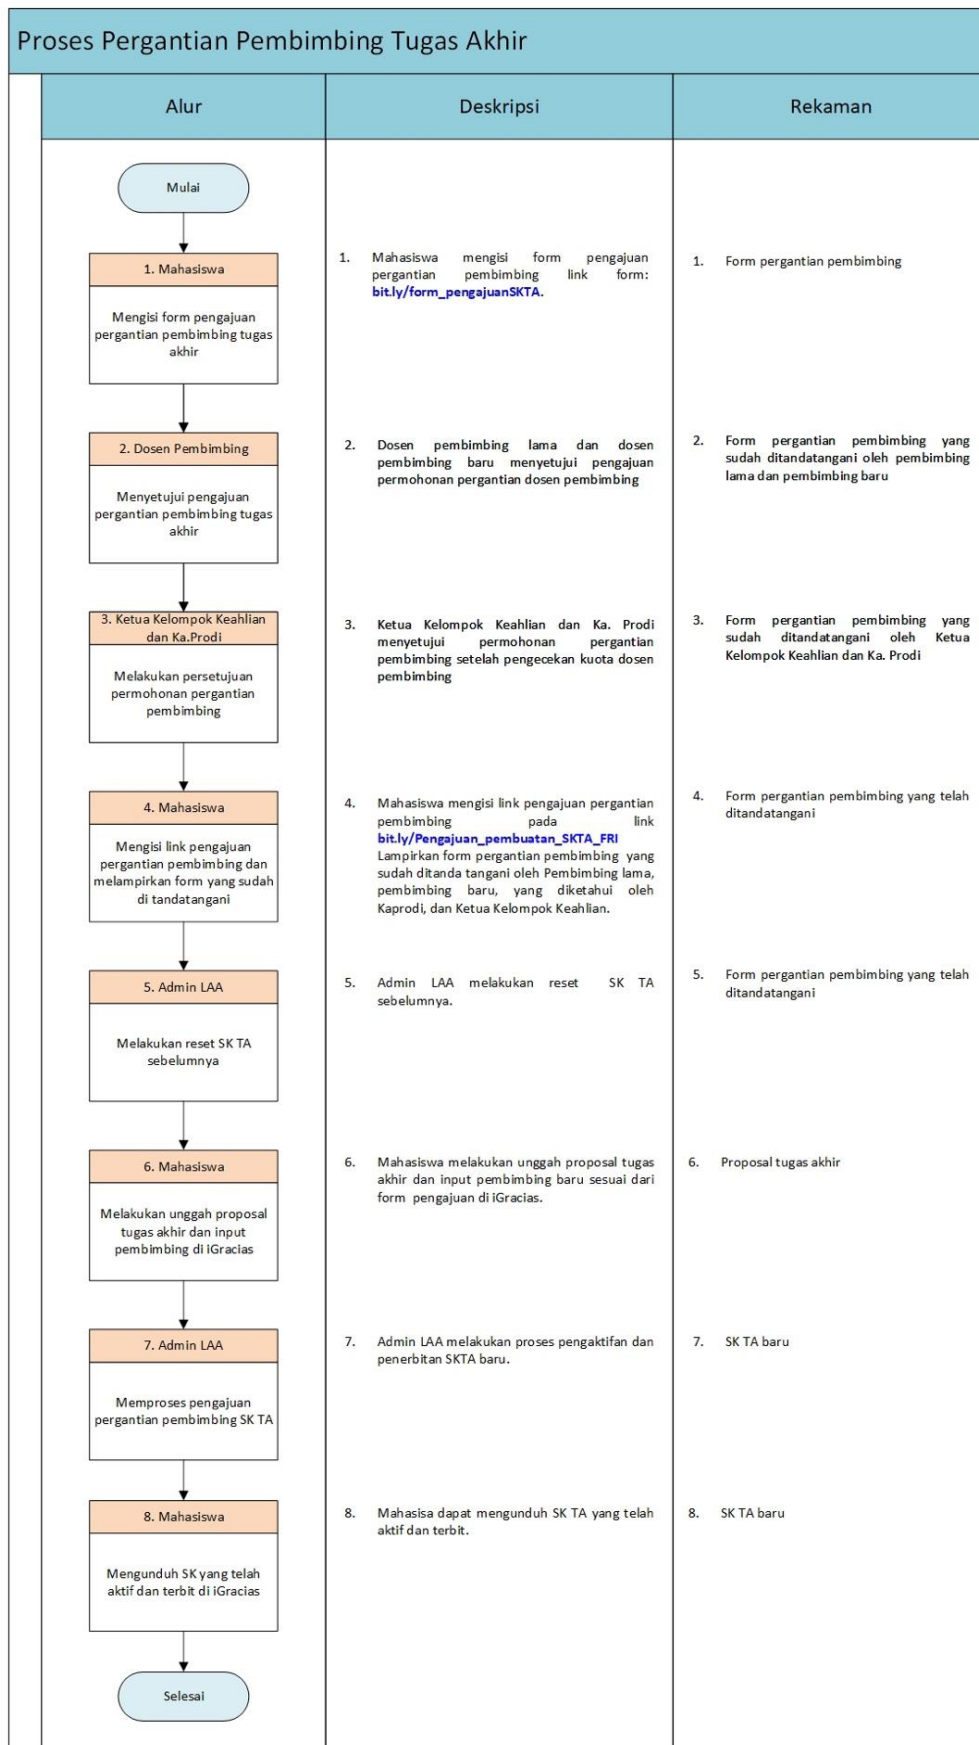 Proses Pergantian Pembimbing Tugas Akhir
Alur
Deskripsi
Rekaman
Mulai
1. Mahasiswa
Mengisi form pengajuan
pergantian pembimbing tugas
akhir
1. Mahasiswa mengisi form pengajuan
pergantian pembimbing link form:
bit.ly/form_pengajuanSKTA.
1. Form pergantian pembimbing
2. Dosen Pembimbing
Menyetujui pengajuan
pergantian pembimbing tugas
akhir
2. Dosen pembimbing lama dan dosen
pembimbing baru menyetujui pengajuan
permohonan pergantian dosen pembimbing
2. Form pergantian pembimbing yang
sudah ditandatangani oleh pembimbing
lama dan pembimbing baru
3. Ketua Kelompok Keahlian
dan Ka.Prodi
Melakukan persetujuan
permohonan pergantian
pembimbing
3. Ketua Kelompok Keahlian dan Ka. Prodi
menyetujui permohonan pergantian
pembimbing setelah pengecekan kuota dosen
pembimbing
3. Form pergantian pembimbing yang
sudah ditandatangani oleh Ketua
Kelompok Keahlian dan Ka. Prodi
4. Mahasiswa
Mengisi link pengajuan
pergantian pembimbing dan
melampirkan form yang sudah
di tandatangani
4. Mahasiswa mengisi link pengajuan pergantian
pembimbing pada link
bit.ly/Pengajuan_pembuatan_SKTA_FRI
Lampirkan form pergantian pembimbing yang
sudah ditanda tangani oleh Pembimbing lama,
pembimbing baru, yang diketahui oleh
Kaprodi, dan Ketua Kelompok Keahlian.
4. Form pergantian pembimbing yang telah
ditandatangani
5. Admin LAA
Melakukan reset SK TA
sebelumnya
5. Admin LAA melakukan reset SK TA
sebelumnya.
5. Form pergantian pembimbing yang telah
ditandatangani
6. Mahasiswa
Melakukan unggah proposal
tugas akhir dan input
pembimbing di iGracias
6. Mahasiswa melakukan unggah proposal tugas
akhir dan input pembimbing baru sesuai dari
form pengajuan di iGracias.
6. Proposal tugas akhir
7. Admin LAA
Memproses pengajuan
pergantian pembimbing SK TA
7. Admin LAA melakukan proses pengaktifan dan
penerbitan SKTA baru.
7. SK TA baru
8. Mahasiswa
Mengunduh SK yang telah
aktif dan terbit di iGracias
8. Mahasisa dapat mengunduh SK TA yang telah
aktif dan terbit.
8. SK TA baru
Selesai